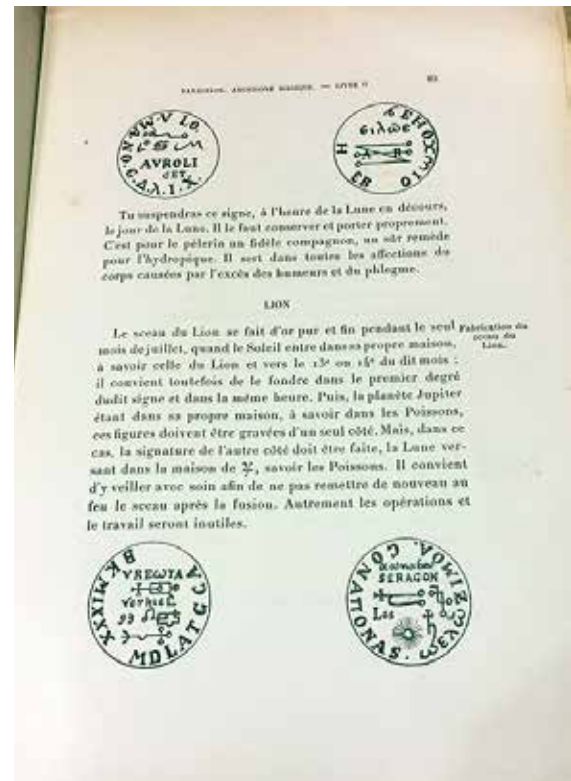 LIVRE II
AVROLI
Tu suspendras ce signe, à l'heure de la Lune en décours,
le jour de la Lune. Il le faut conserver et porter proprement.
C'est pour le pèlerin un fidèle compagnon, un sûr remède
pour l'hydropique. Il sert dans toutes les affections du
corps causées par l'excès des humeurs et du phlegme.
LION
Le sceau du Lion se fait d'or pur et fin pendant le seul
mois de juillet, quand le Soleil entre dans sa propre maison,
à savoir celle du Lion et vers le 13e ou 14e du dit mois :
il convient toutefois de le fondre dans le premier degré
dudit signe et dans la même heure. Puis, la planète Jupiter
étant dans sa propre maison, à savoir dans les Poissons,
ces figures doivent être gravées d'un seul côté. Mais, dans ce
cas, la signature de l'autre côté doit être faite, la Lune ver-
sant dans la maison de ♃, savoir les Poissons. Il convient
d'y veiller avec soin afin de ne pas remettre de nouveau au
feu le sceau après la fusion. Autrement les opérations et
le travail seront inutiles.
Fabrication du
sceau du
Lion.
BKMIXXX
MDLATGCCA
VREWTA
SERAGON
CONATONAS.